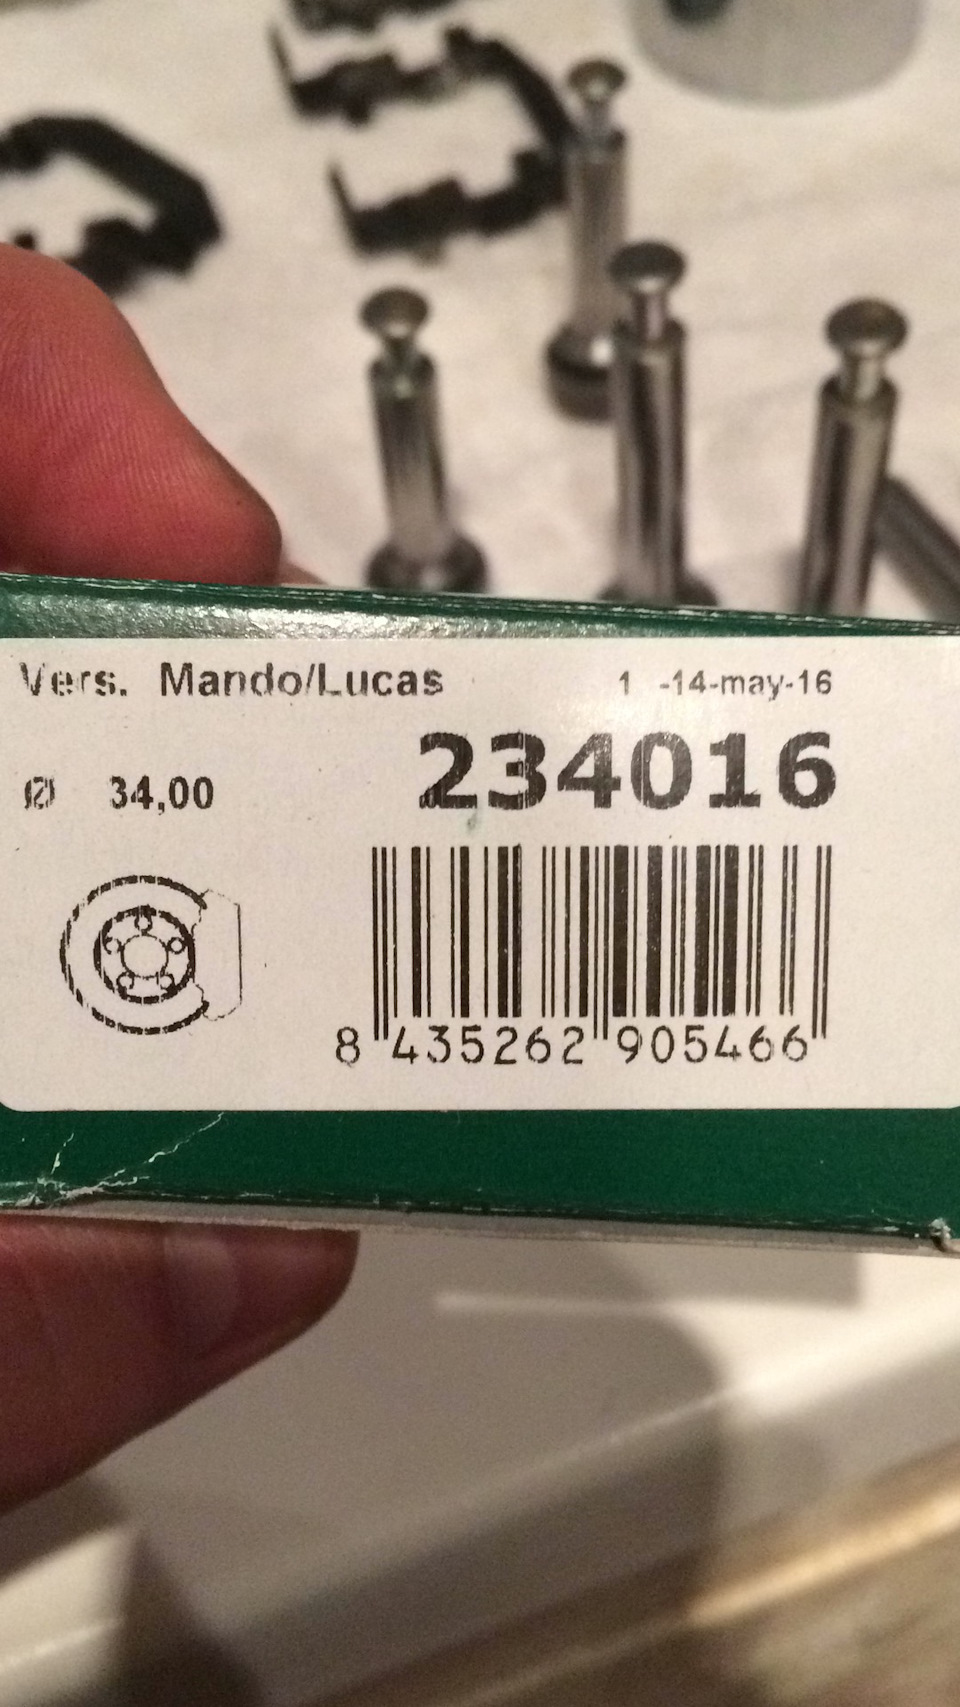 Vers. Mando/Lucas
1 -14-may-16
234016
Ø 34,00
8 435262 905466